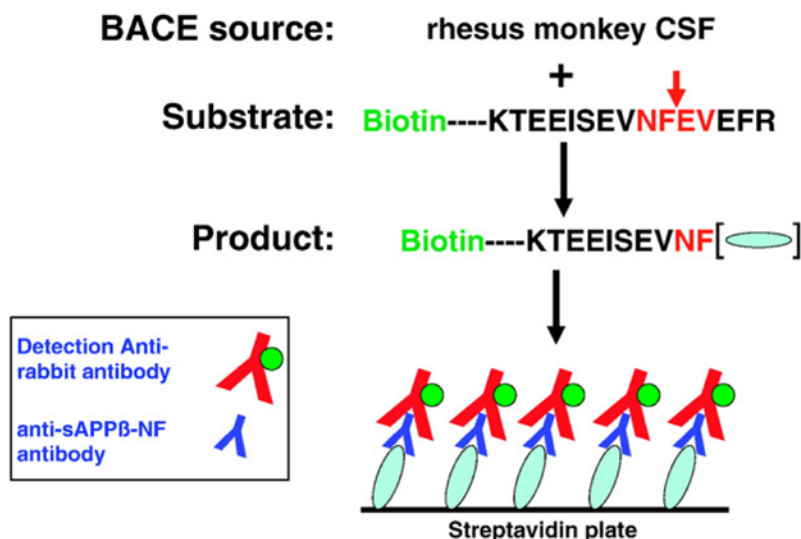 BACE source: rhesus monkey CSF
+
Substrate: Biotin----KTEEISEVNFEVEFR
Product: Biotin----KTEEISEVNF[ ]
Detection Anti-
rabbit antibody
anti-sAPPß-NF
antibody
Streptavidin plate